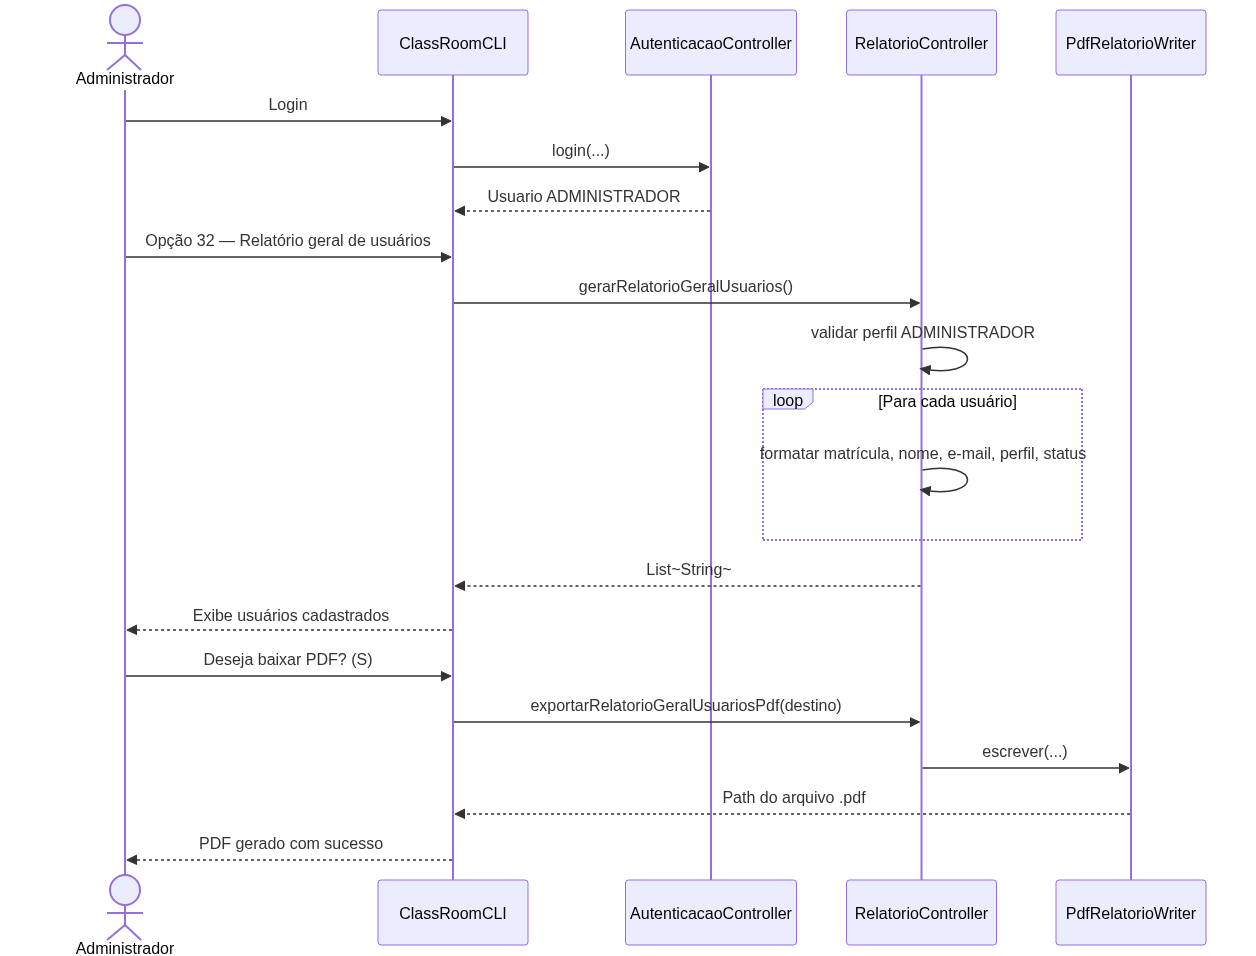 ClassRoomCLI
AutenticacaoController
RelatorioController
PdfRelatorioWriter
Administrador
Login
login(...)
Usuario ADMINISTRADOR
Opção 32 — Relatório geral de usuários
gerarRelatorioGeralUsuarios()
validar perfil ADMINISTRADOR
loop
[Para cada usuário]
formatar matrícula, nome, e-mail, perfil, status
List~String~
Exibe usuários cadastrados
Deseja baixar PDF? (S)
exportarRelatorioGeralUsuariosPdf(destino)
escrever(...)
Path do arquivo .pdf
PDF gerado com sucesso
ClassRoomCLI
AutenticacaoController
RelatorioController
PdfRelatorioWriter
Administrador